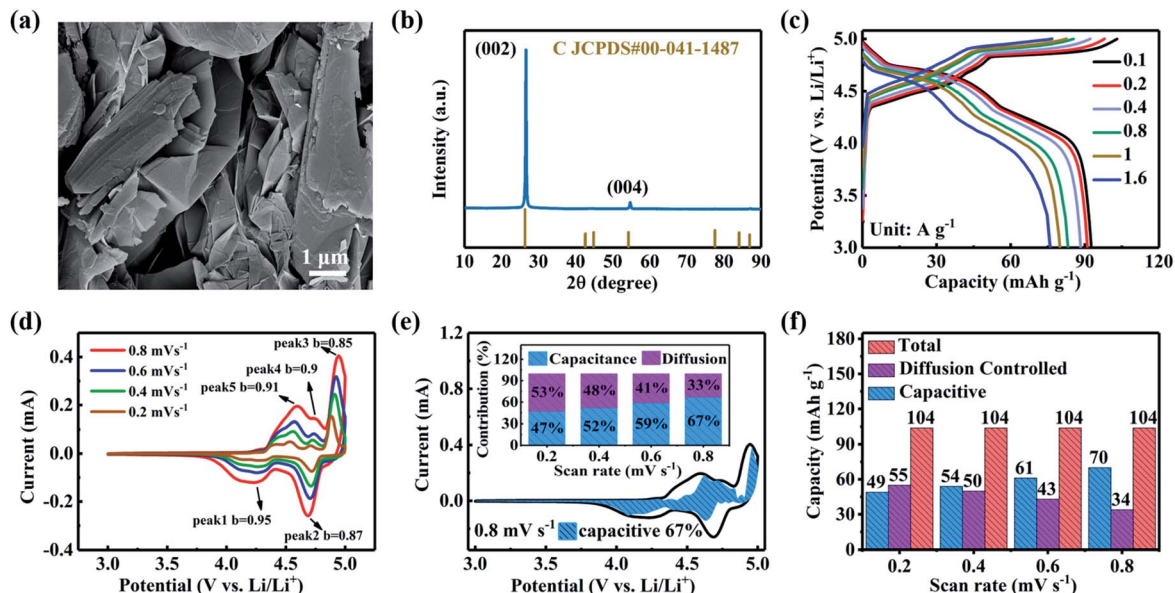 (a)
1 μm
(b)
C JCPDS#00-041-1487
(002)
(004)
Intensity (a.u.)
10 20 30 40 50 60 70 80 90
2θ (degree)
(c)
Potential (V vs. Li/Li⁺)
5.0
4.5
4.0
3.5
3.0
0.1
0.2
0.4
0.8
1
1.6
Unit: A g⁻¹
0 30 60 90 120
Capacity (mAh g⁻¹)
(d)
peak3 b=0.85
peak4 b=0.9
peak5 b=0.91
0.8 mVs⁻¹
0.6 mVs⁻¹
0.4 mVs⁻¹
0.2 mVs⁻¹
Current (mA)
0.4
0.2
0.0
-0.2
-0.4
peak1 b=0.95
peak2 b=0.87
3.0 3.5 4.0 4.5 5.0
Potential (V vs. Li/Li⁺)
(e)
Current (mA)
1.2
0.8
0.4
0.0
Contribution (%)
120
90
60
30
0
Capacitance Diffusion
53% 48% 41% 33%
47% 52% 59% 67%
0.2 0.4 0.6 0.8
Scan rate (mV s⁻¹)
0.8 mV s⁻¹ capacitive 67%
3.0 3.5 4.0 4.5 5.0
Potential (V vs. Li/Li⁺)
(f)
Capacity (mAh g⁻¹)
180
150
120
90
60
30
0
Total
Diffusion Controlled
Capacitive
49 55 104 54 50 104 61 43 104 70 34 104
0.2 0.4 0.6 0.8
Scan rate (mV s⁻¹)